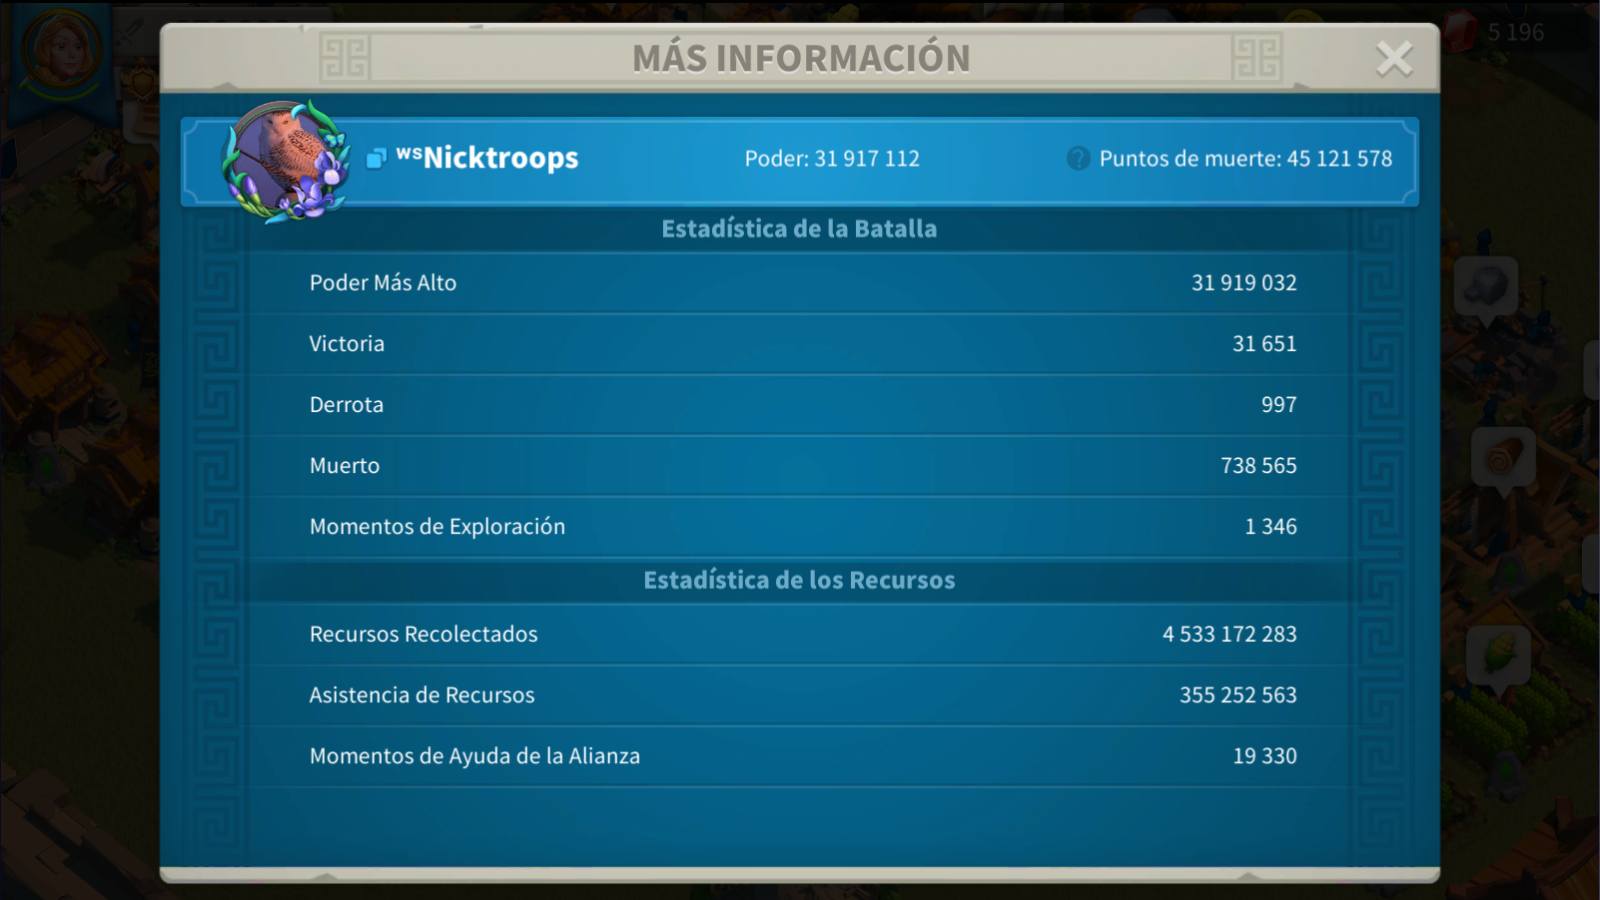 5 196
MÁS INFORMACIÓN
ᵂˢNicktroops
Poder: 31 917 112
? Puntos de muerte: 45 121 578
Estadística de la Batalla
Poder Más Alto 31 919 032
Victoria 31 651
Derrota 997
Muerto 738 565
Momentos de Exploración 1 346
Estadística de los Recursos
Recursos Recolectados 4 533 172 283
Asistencia de Recursos 355 252 563
Momentos de Ayuda de la Alianza 19 330